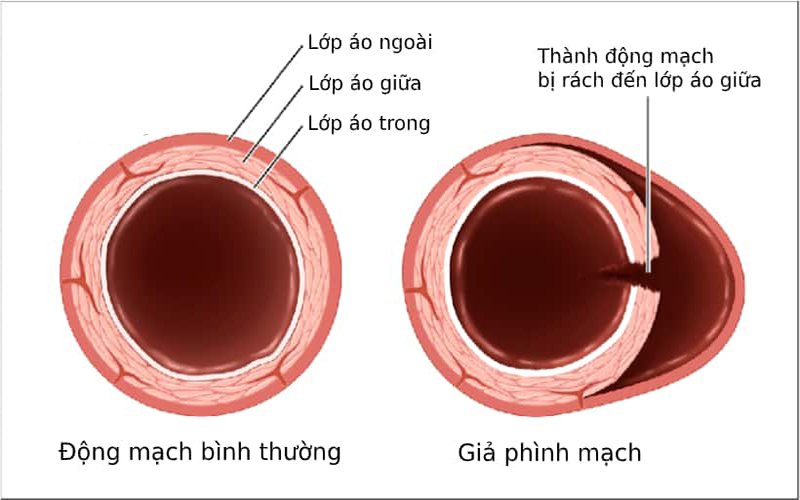 Lớp áo ngoài
Lớp áo giữa
Lớp áo trong
Thành động mạch
bị rách đến lớp áo giữa
Động mạch bình thường
Giả phình mạch